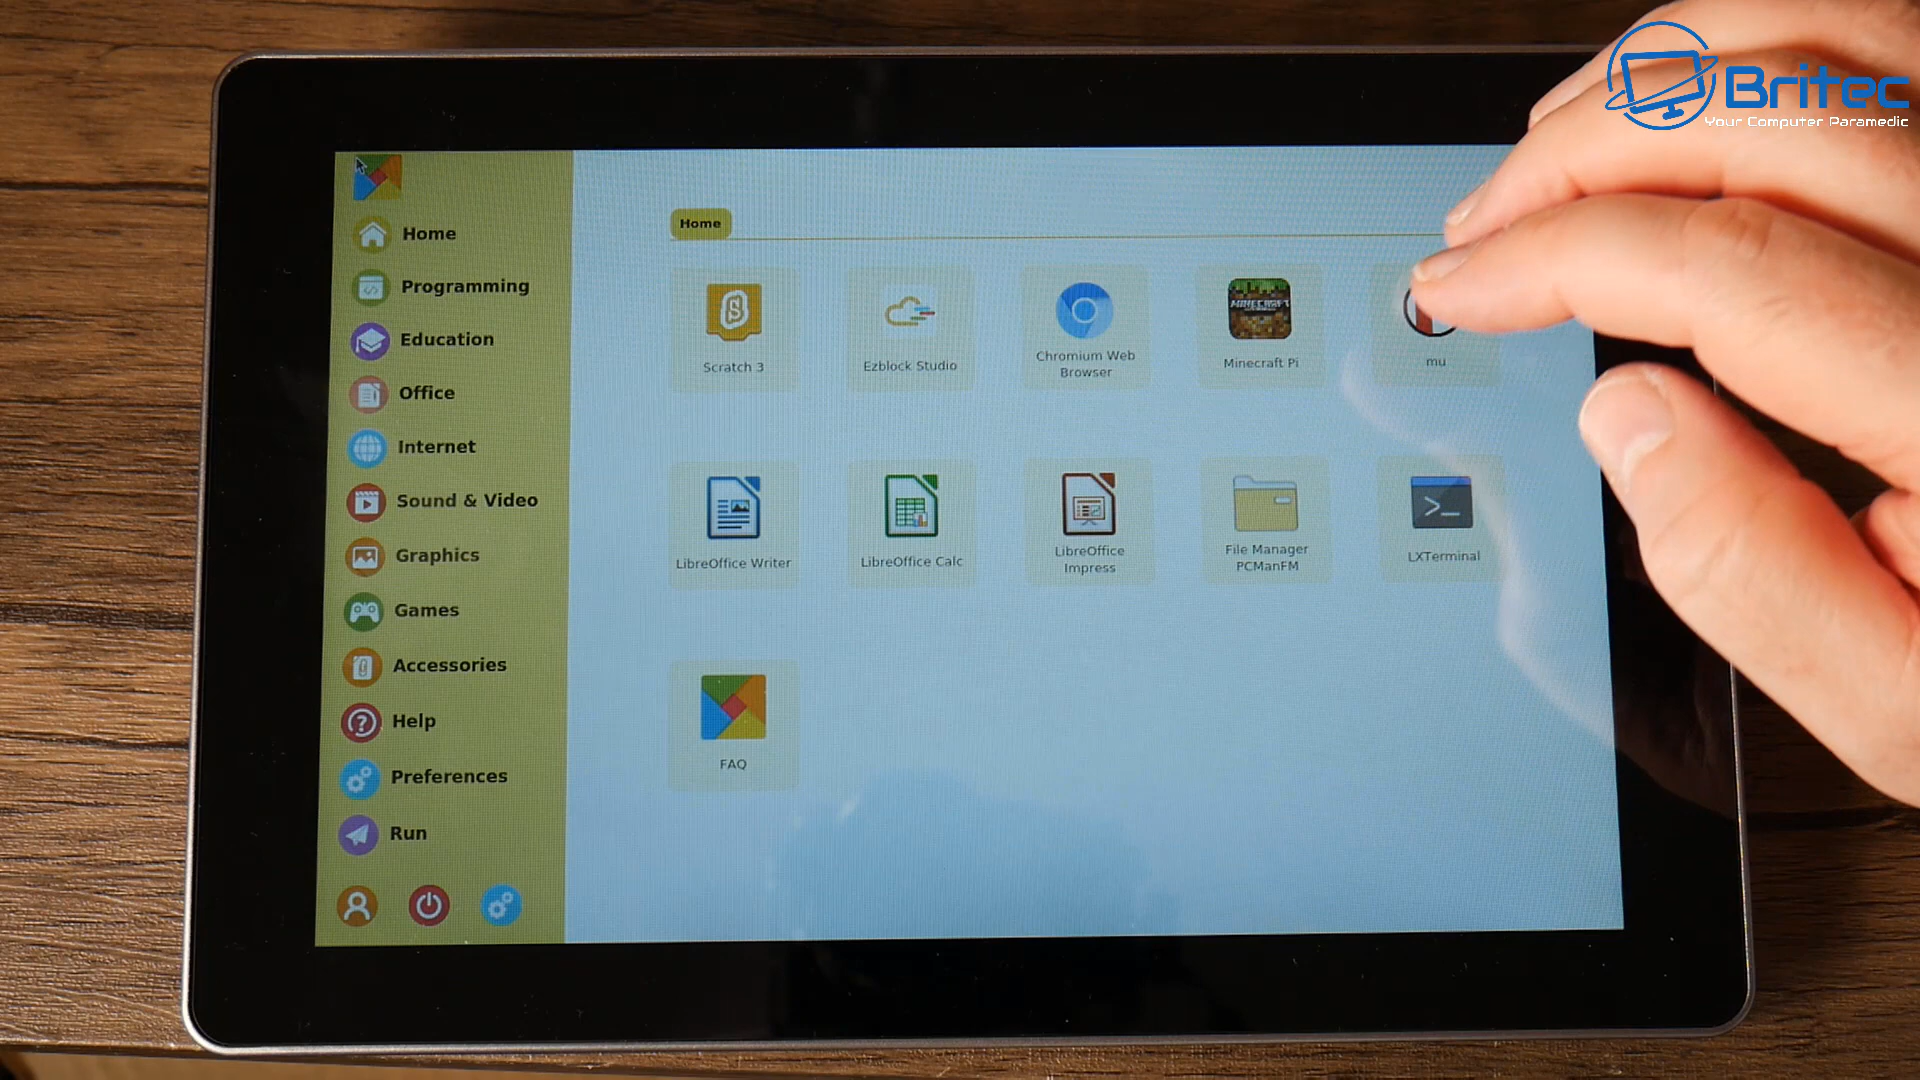 Britec
Your Computer Paramedic
Home
Programming
Education
Office
Internet
Sound & Video
Graphics
Games
Accessories
Help
Preferences
Run
Home
Scratch 3
Ezblock Studio
Chromium Web
Browser
MINECRAFT
Minecraft Pi
mu
LibreOffice Writer
LibreOffice Calc
LibreOffice
Impress
File Manager
PCManFM
>_
LXTerminal
FAQ